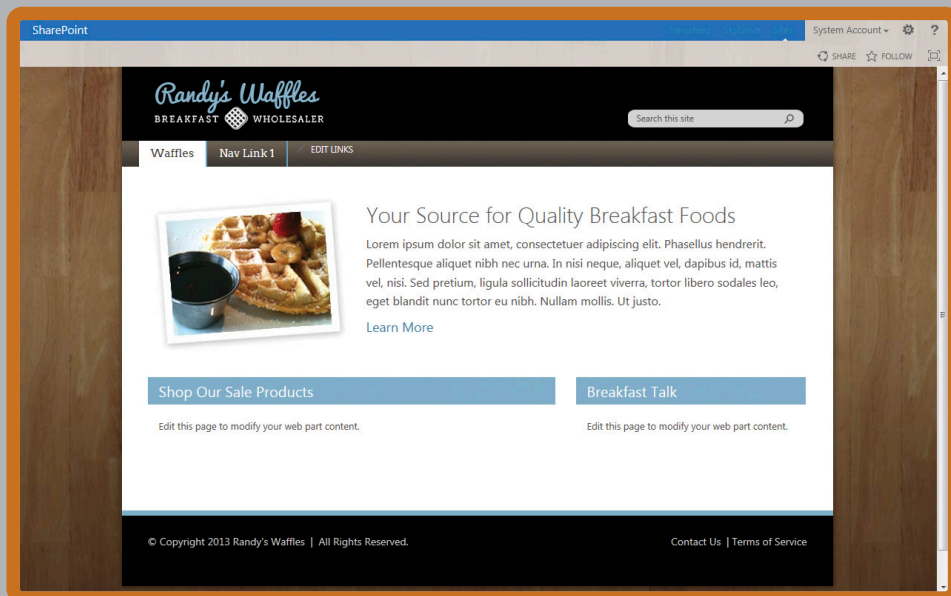 SharePoint
Newsfeed SkyDrive Sites
System Account
?
SHARE FOLLOW
Randy's Waffles
BREAKFAST WHOLESALER
Search this site
Waffles Nav Link 1 EDIT LINKS
Your Source for Quality Breakfast Foods
Lorem ipsum dolor sit amet, consectetuer adipiscing elit. Phasellus hendrerit.
Pellentesque aliquet nibh nec urna. In nisi neque, aliquet vel, dapibus id, mattis
vel, nisi. Sed pretium, ligula sollicitudin laoreet viverra, tortor libero sodales leo,
eget blandit nunc tortor eu nibh. Nullam mollis. Ut justo.
Learn More
Shop Our Sale Products
Breakfast Talk
Edit this page to modify your web part content.
Edit this page to modify your web part content.
© Copyright 2013 Randy's Waffles | All Rights Reserved.
Contact Us | Terms of Service